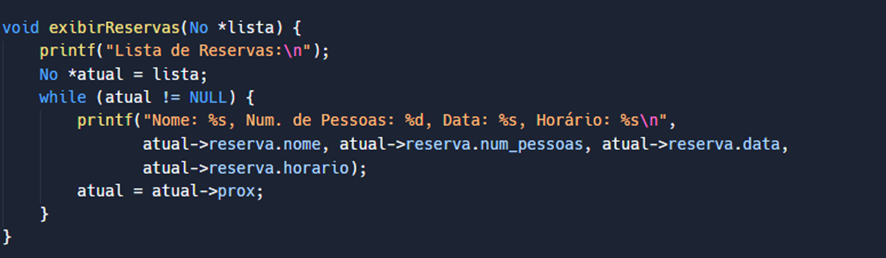 void exibirReservas(No *lista) {
    printf("Lista de Reservas:\n");
    No *atual = lista;
    while (atual != NULL) {
        printf("Nome: %s, Num. de Pessoas: %d, Data: %s, Horário: %s\n",
               atual->reserva.nome, atual->reserva.num_pessoas, atual->reserva.data,
               atual->reserva.horario);
        atual = atual->prox;
    }
}